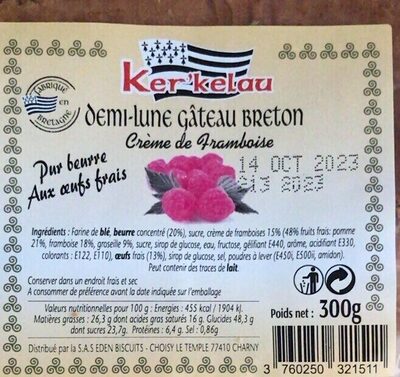 Ker'kelau
FABRIQUÉ
en
BRETAGNE
Demi-lune Gâteau Breton
Crème de Framboise
Pur beurre
Aux œufs frais
14 OCT 2023
213 2023
Ingrédients : Farine de blé, beurre concentré (20%), sucre, crème de framboises 15% (48% fruits frais: pomme
21%, framboise 18%, groseille 9%, sucre, sirop de glucose, eau, fructose, gélifiant E440, arôme, acidifiant E330,
colorants : E122, E110), œufs frais (13%), sirop de glucose, sel, poudres à lever (E450i, E500ii, amidon).
Peut contenir des traces de lait.
Conserver dans un endroit frais et sec
A consommer de préférence avant la date indiquée sur l'emballage
Valeurs nutritionnelles pour 100 g : Energies : 455 kcal / 1904 kj.
Matières grasses : 26,3 g dont acides gras saturés 16 g. Glucides 48,3 g
dont sucres 23,7g. Protéines : 6,4 g. Sel : 0,86g
Poids net : 300g
Distribué par la S.A.S EDEN BISCUITS - CHOISY LE TEMPLE 77410 CHARNY
3 760250 321511